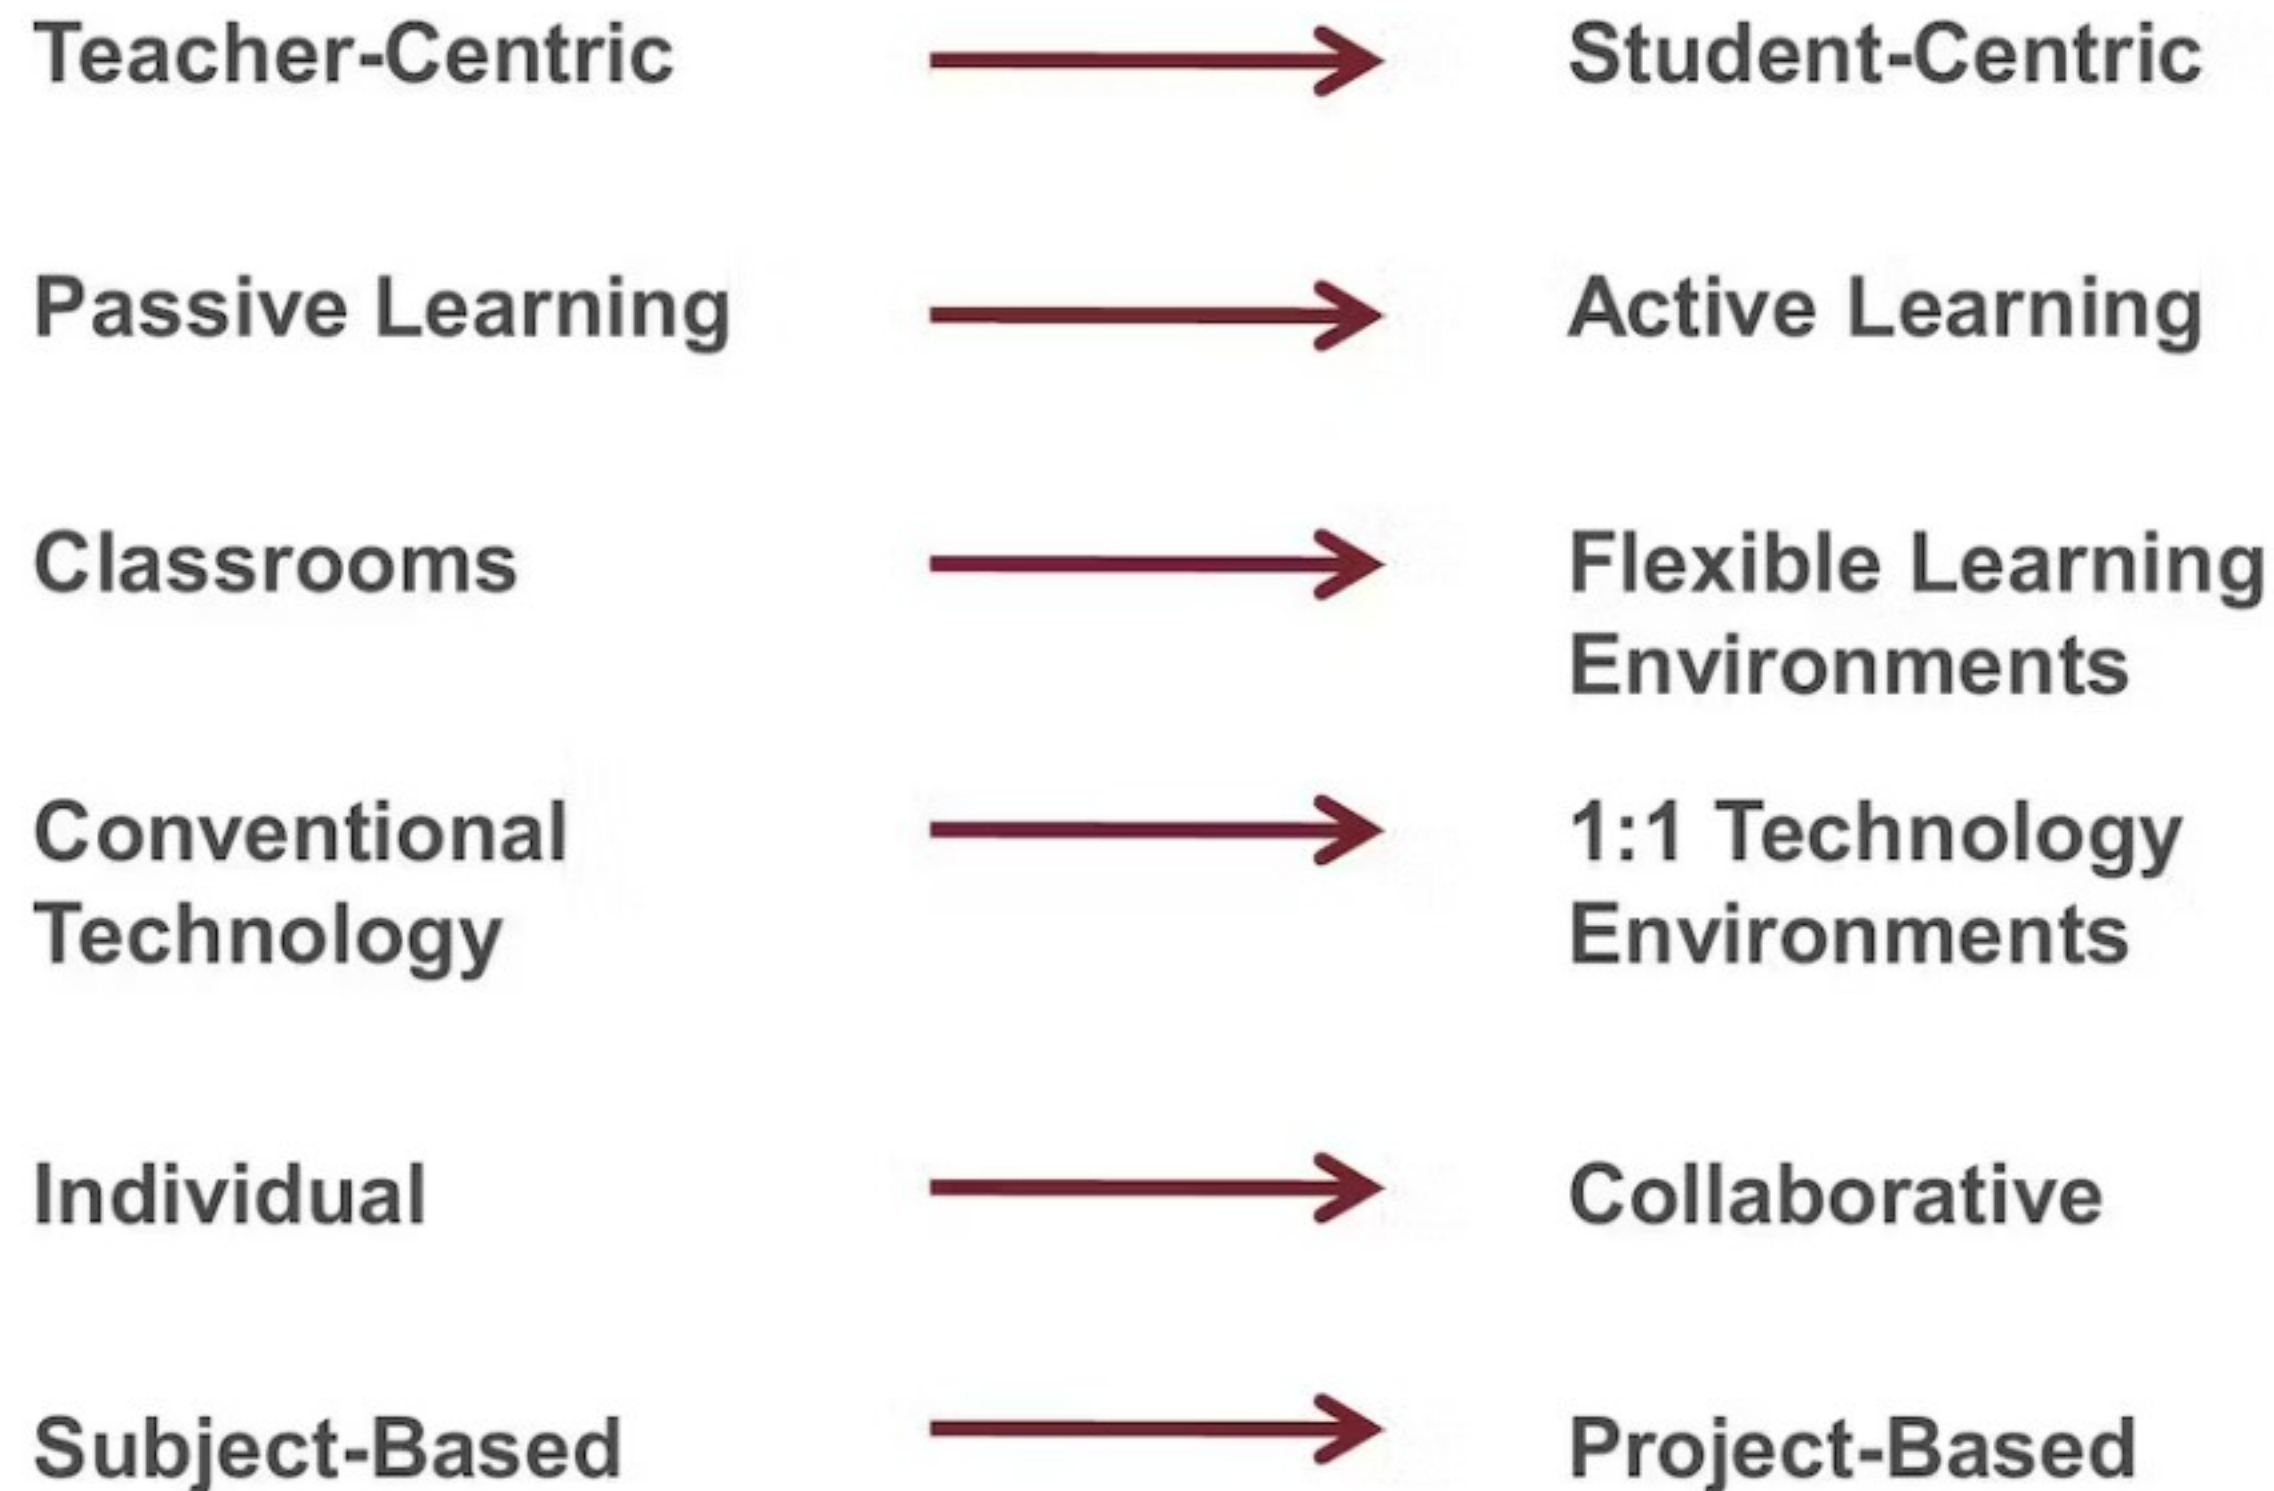 Teacher-Centric
Student-Centric
Passive Learning
Active Learning
Classrooms
Flexible Learning
Environments
Conventional
Technology
1:1 Technology
Environments
Individual
Collaborative
Subject-Based
Project-Based